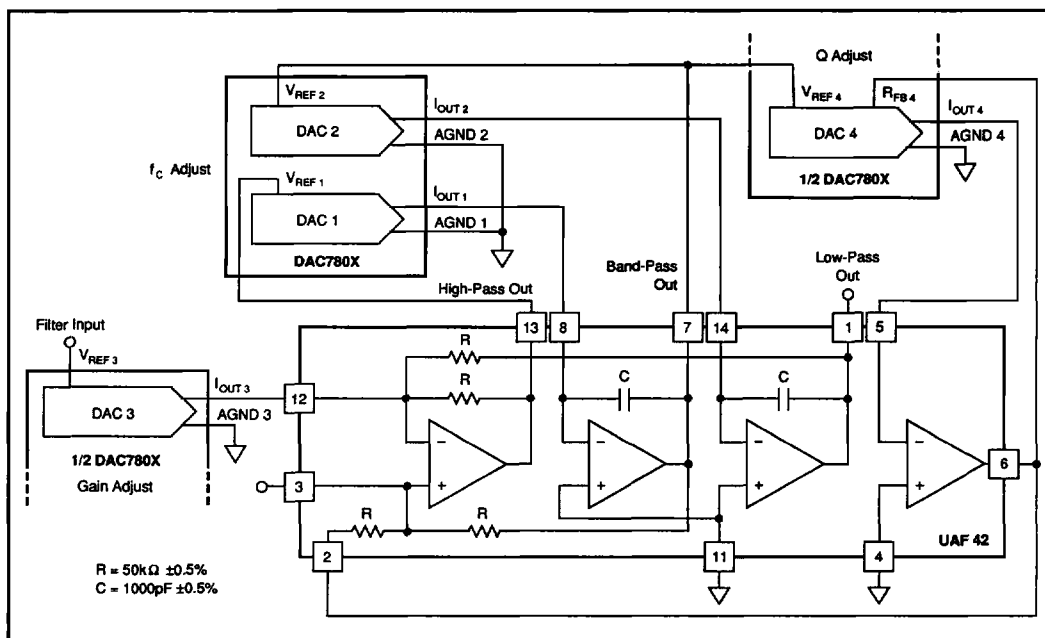 Q Adjust
VREF 2
VREF 4
RFB 4
IOUT 2
IOUT 4
DAC 2
AGND 2
DAC 4
AGND 4
fC Adjust
VREF 1
1/2 DAC780X
IOUT 1
DAC 1
AGND 1
DAC780X
Band-Pass
Out
Low-Pass
Out
High-Pass Out
13
8
7
14
1
5
Filter Input
VREF 3
R
IOUT 3
12
R
C
C
DAC 3
AGND 3
−
−
−
−
1/2 DAC780X
6
Gain Adjust
3
+
+
+
+
R
R
UAF 42
2
11
4
R = 50kΩ ±0.5%
C = 1000pF ±0.5%